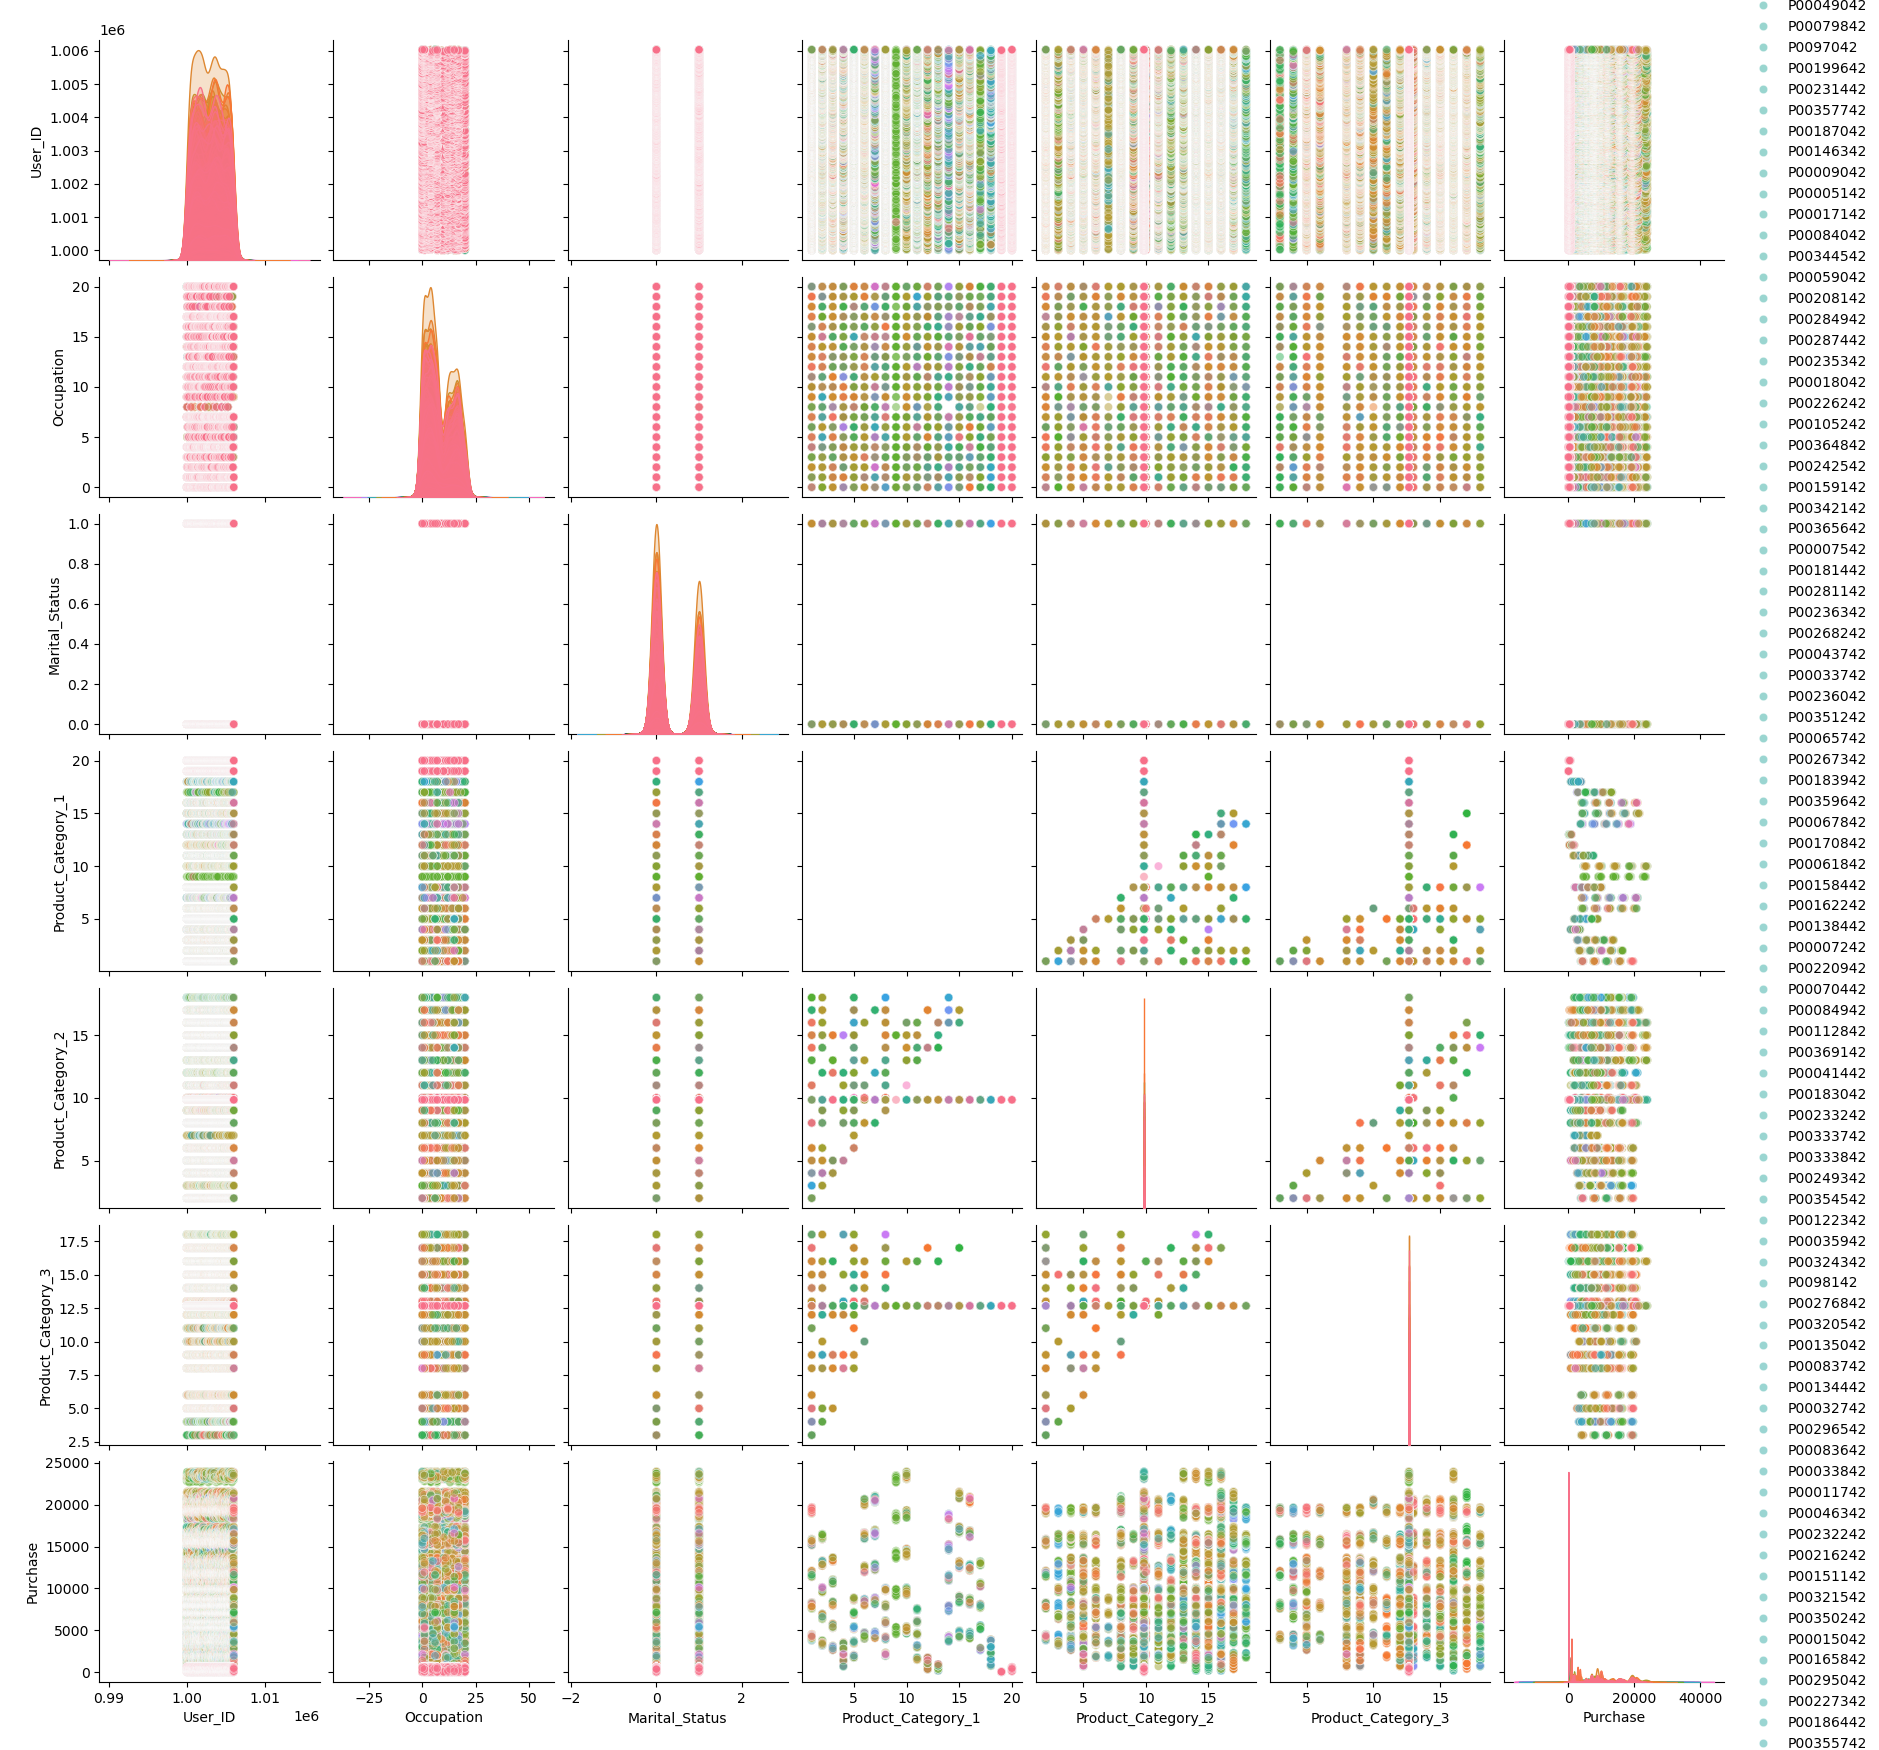 1e6
1.006
1.005
1.004
1.003
1.002
1.001
1.000
User_ID
20
15
10
5
0
Occupation
1.0
0.8
0.6
0.4
0.2
0.0
Marital_Status
20
15
10
5
Product_Category_1
15
10
5
Product_Category_2
17.5
15.0
12.5
10.0
7.5
5.0
2.5
Product_Category_3
25000
20000
15000
10000
5000
0
Purchase
0.99 1.00 1.01
1e6
User_ID
−25 0 25 50
Occupation
−2 0 2
Marital_Status
5 10 15 20
Product_Category_1
5 10 15
Product_Category_2
5 10 15
Product_Category_3
0 20000 40000
Purchase
P00049042
P00079842
P0097042
P00199642
P00231442
P00357742
P00187042
P00146342
P00009042
P00005142
P00017142
P00084042
P00344542
P00059042
P00208142
P00284942
P00287442
P00235342
P00018042
P00226242
P00105242
P00364842
P00242542
P00159142
P00342142
P00365642
P00007542
P00181442
P00281142
P00236342
P00268242
P00043742
P00033742
P00236042
P00351242
P00065742
P00267342
P00183942
P00359642
P00067842
P00170842
P00061842
P00158442
P00162242
P00138442
P00007242
P00220942
P00070442
P00084942
P00112842
P00369142
P00041442
P00183042
P00233242
P00333742
P00333842
P00249342
P00354542
P00122342
P00035942
P00324342
P0098142
P00276842
P00320542
P00135042
P00083742
P00134442
P00032742
P00296542
P00083642
P00033842
P00011742
P00046342
P00232242
P00216242
P00151142
P00321542
P00350242
P00015042
P00165842
P00295042
P00227342
P00186442
P00355742